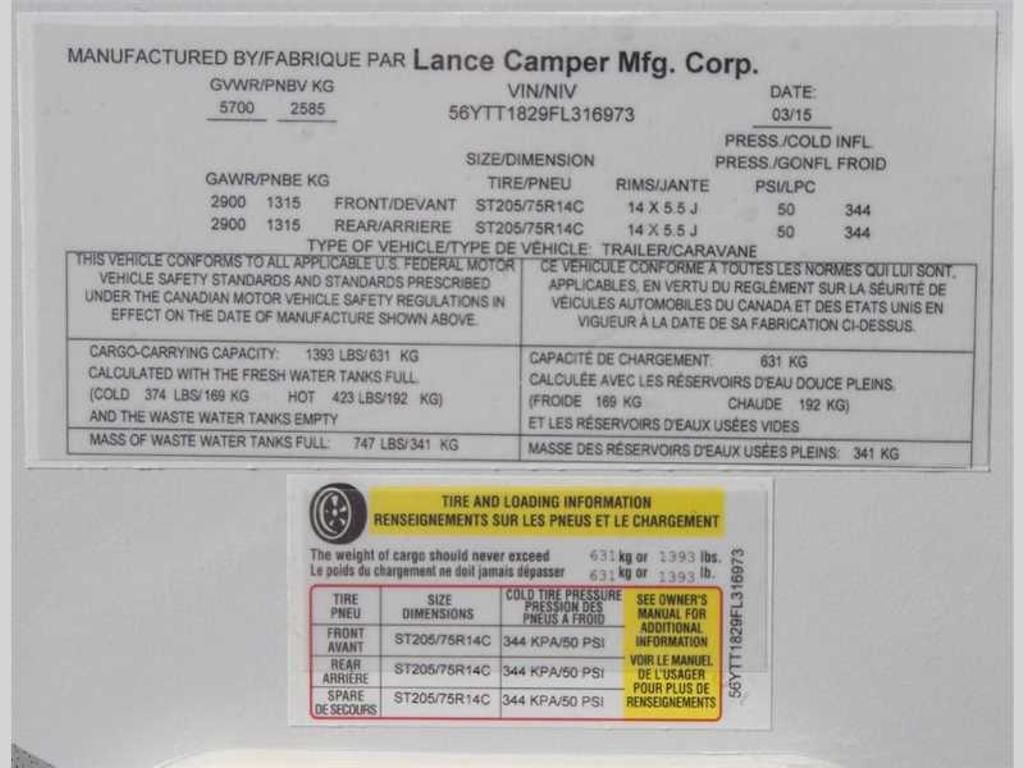 MANUFACTURED BY/FABRIQUE PAR Lance Camper Mfg. Corp.
GVWR/PNBV KG VIN/NIV DATE:
5700 2585 56YTT1829FL316973 03/15
PRESS./COLD INFL.
SIZE/DIMENSION PRESS./GONFL FROID
GAWR/PNBE KG TIRE/PNEU RIMS/JANTE PSI/LPC
2900 1315 FRONT/DEVANT ST205/75R14C 14 X 5.5 J 50 344
2900 1315 REAR/ARRIERE ST205/75R14C 14 X 5.5 J 50 344
TYPE OF VEHICLE/TYPE DE VÉHICLE: TRAILER/CARAVANE
THIS VEHICLE CONFORMS TO ALL APPLICABLE U.S. FEDERAL MOTOR
VEHICLE SAFETY STANDARDS AND STANDARDS PRESCRIBED
UNDER THE CANADIAN MOTOR VEHICLE SAFETY REGULATIONS IN
EFFECT ON THE DATE OF MANUFACTURE SHOWN ABOVE.
CE VÉHICULE CONFORME À TOUTES LES NORMES QUI LUI SONT,
APPLICABLES, EN VERTU DU REGLÉMENT SUR LA SÉURITÉ DE
VÉICULES AUTOMOBILES DU CANADA ET DES ETATS UNIS EN
VIGUEUR À LA DATE DE SA FABRICATION CI-DESSUS.
CARGO-CARRYING CAPACITY: 1393 LBS/631 KG
CALCULATED WITH THE FRESH WATER TANKS FULL.
(COLD 374 LBS/169 KG HOT 423 LBS/192 KG)
AND THE WASTE WATER TANKS EMPTY
CAPACITÉ DE CHARGEMENT: 631 KG
CALCULÉE AVEC LES RÉSERVOIRS D'EAU DOUCE PLEINS.
(FROIDE 169 KG CHAUDE 192 KG)
ET LES RÉSERVOIRS D'EAUX USÉES VIDES
MASS OF WASTE WATER TANKS FULL: 747 LBS/341 KG
MASSE DES RÉSERVOIRS D'EAUX USÉES PLEINS: 341 KG
TIRE AND LOADING INFORMATION
RENSEIGNEMENTS SUR LES PNEUS ET LE CHARGEMENT
The weight of cargo should never exceed 631 kg or 1393 lbs.
Le poids du chargement ne doit jamais dépasser 631 kg or 1393 lb.
TIRE
PNEU
SIZE
DIMENSIONS
COLD TIRE PRESSURE
PRESSION DES
PNEUS A FROID
FRONT
AVANT
ST205/75R14C 344 KPA/50 PSI
REAR
ARRIÈRE
ST205/75R14C 344 KPA/50 PSI
SPARE
DE SECOURS
ST205/75R14C 344 KPA/50 PSI
SEE OWNER'S
MANUAL FOR
ADDITIONAL
INFORMATION
VOIR LE MANUEL
DE L'USAGER
POUR PLUS DE
RENSEIGNEMENTS
56YTT1829FL316973